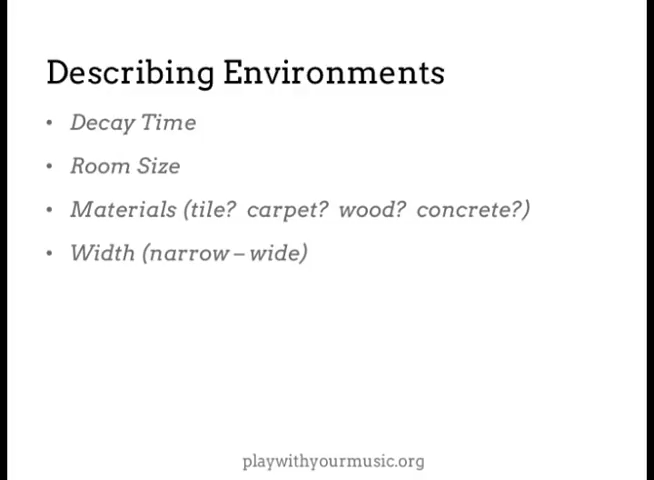 Describing Environments
• Decay Time
• Room Size
• Materials (tile? carpet? wood? concrete?)
• Width (narrow – wide)
playwithyourmusic.org